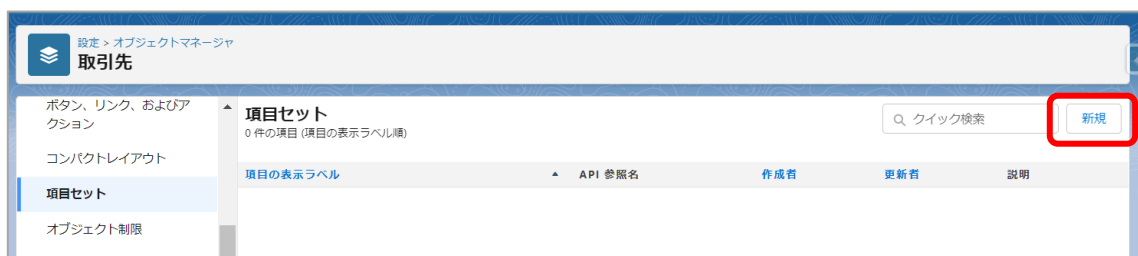 設定 > オブジェクトマネージャ
取引先
ボタン、リンク、およびア
クション
コンパクトレイアウト
項目セット
オブジェクト制限
項目セット
0 件の項目 (項目の表示ラベル順)
クイック検索
新規
項目の表示ラベル API 参照名 作成者 更新者 説明